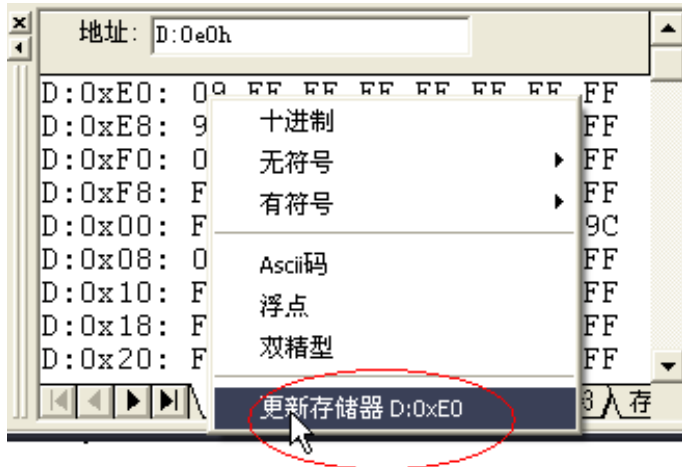 地址: D:0e0h
D:0xE0: 09 FF FF FF FF FF FF FF
D:0xE8: 9
十进制 FF
D:0xF0: 0
无符号 FF
D:0xF8: F
有符号 FF
D:0x00: F 9C
D:0x08: 0
Ascii码 FF
D:0x10: F
浮点 FF
D:0x18: F
双精型 FF
D:0x20: F FF
更新存储器 D:0xE0
存